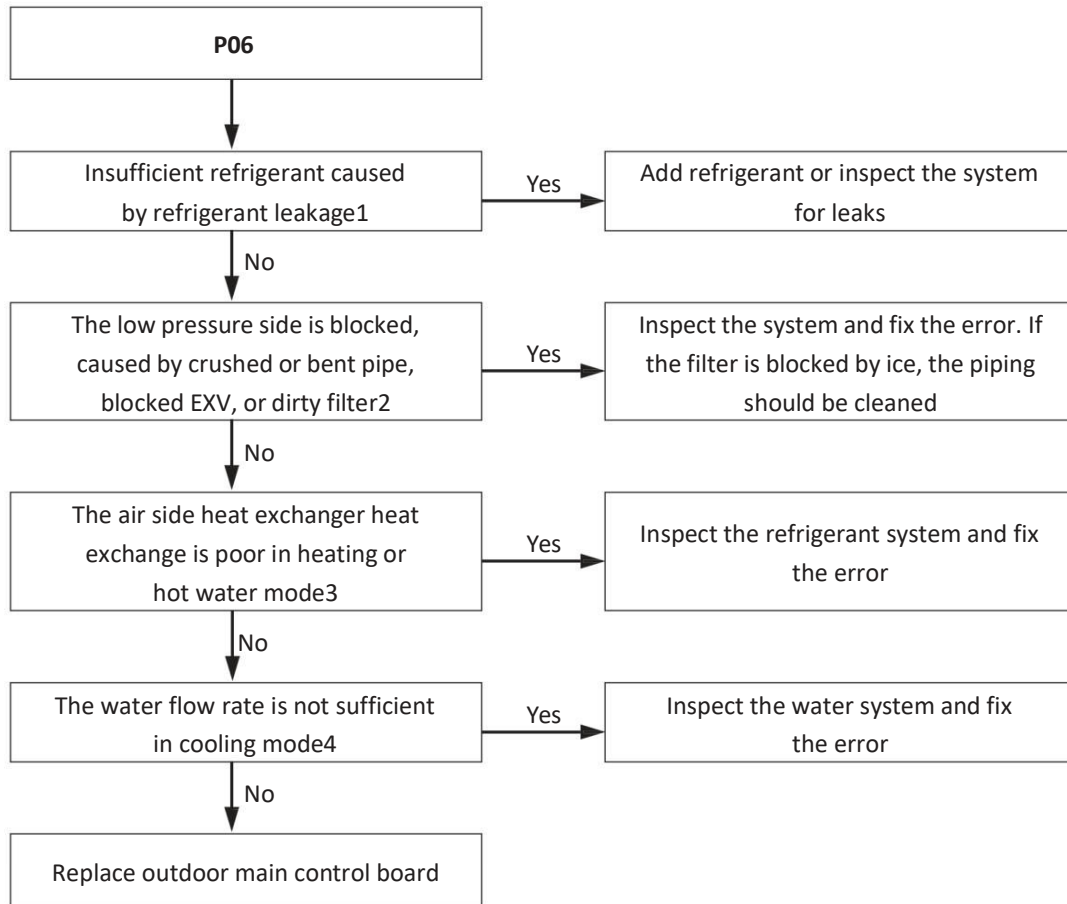 P06
Insufficient refrigerant caused
by refrigerant leakage1
Yes
Add refrigerant or inspect the system
for leaks
No
The low pressure side is blocked,
caused by crushed or bent pipe,
blocked EXV, or dirty filter2
Yes
Inspect the system and fix the error. If
the filter is blocked by ice, the piping
should be cleaned
No
The air side heat exchanger heat
exchange is poor in heating or
hot water mode3
Yes
Inspect the refrigerant system and fix
the error
No
The water flow rate is not sufficient
in cooling mode4
Yes
Inspect the water system and fix
the error
No
Replace outdoor main control board